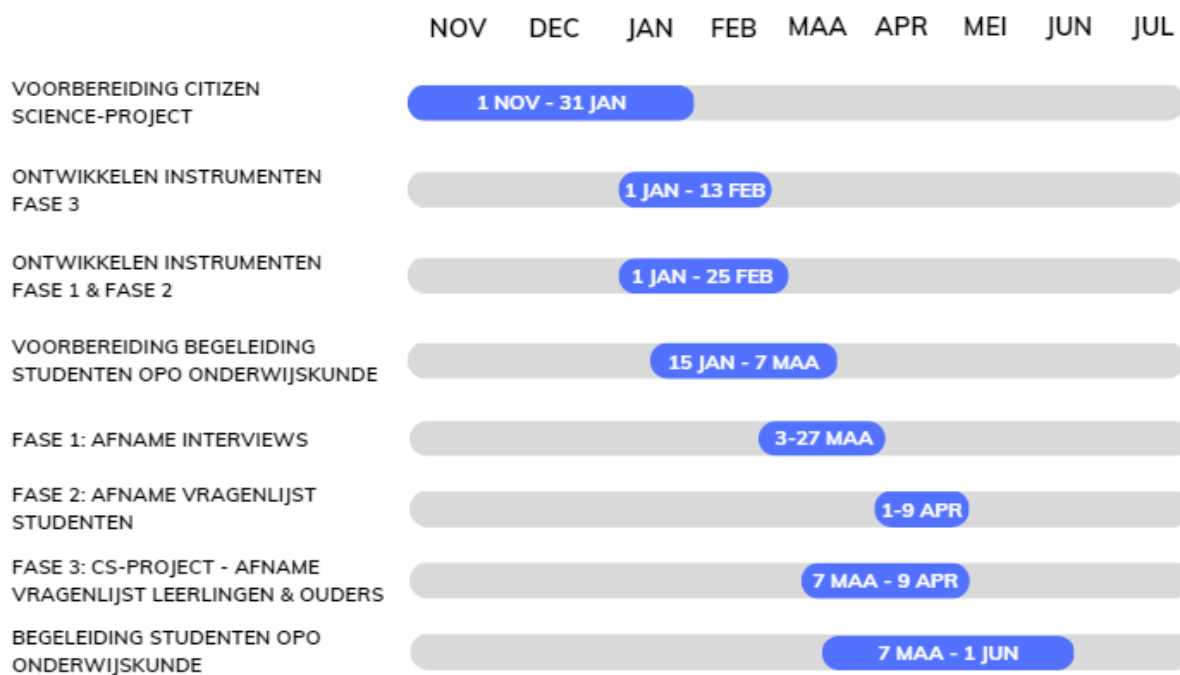 NOV DEC JAN FEB MAA APR MEI JUN JUL
VOORBEREIDING CITIZEN
SCIENCE-PROJECT
1 NOV - 31 JAN
ONTWIKKELEN INSTRUMENTEN
FASE 3
1 JAN - 13 FEB
ONTWIKKELEN INSTRUMENTEN
FASE 1 & FASE 2
1 JAN - 25 FEB
VOORBEREIDING BEGELEIDING
STUDENTEN OPO ONDERWIJSKUNDE
15 JAN - 7 MAA
FASE 1: AFNAME INTERVIEWS
3-27 MAA
FASE 2: AFNAME VRAGENLIJST
STUDENTEN
1-9 APR
FASE 3: CS-PROJECT - AFNAME
VRAGENLIJST LEERLINGEN & OUDERS
7 MAA - 9 APR
BEGELEIDING STUDENTEN OPO
ONDERWIJSKUNDE
7 MAA - 1 JUN